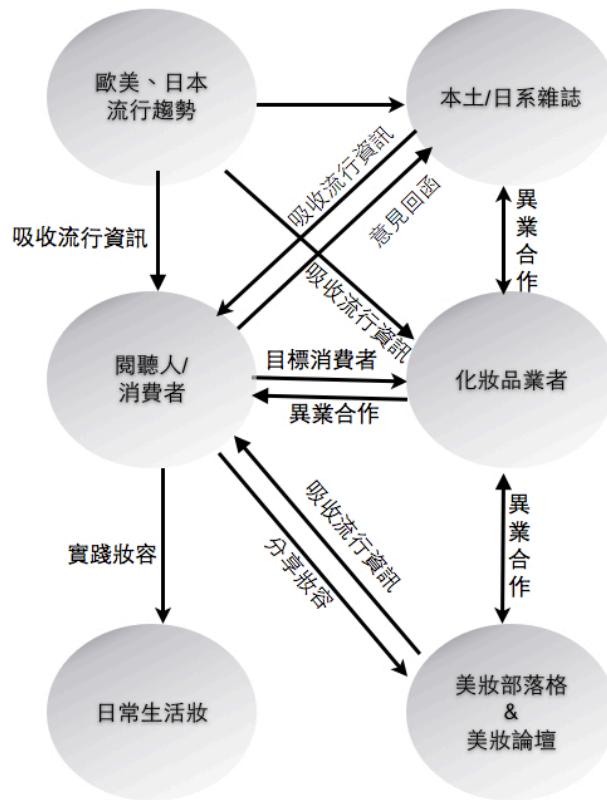 歐美、日本
流行趨勢
本土/日系雜誌
吸收流行資訊
吸收流行資訊
意見回函
異業合作
吸收流行資訊
閱聽人/
消費者
目標消費者
異業合作
化妝品業者
實踐妝容
吸收流行資訊
分享妝容
異業合作
日常生活妝
美妝部落格
&
美妝論壇